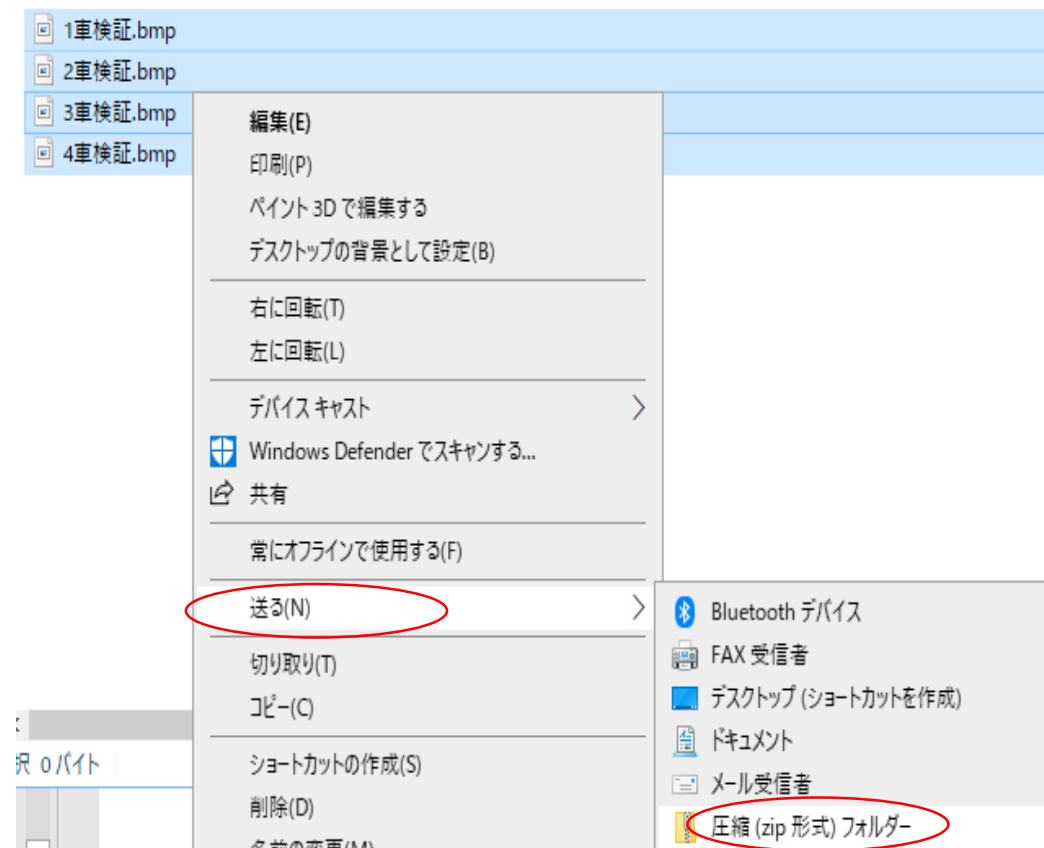 1車検証.bmp
2車検証.bmp
3車検証.bmp
4車検証.bmp
編集(E)
印刷(P)
ペイント 3D で編集する
デスクトップの背景として設定(B)
右に回転(T)
左に回転(L)
デバイス キャスト
Windows Defender でスキャンする...
共有
常にオフラインで使用する(F)
送る(N)
切り取り(T)
コピー(C)
ショートカットの作成(S)
削除(D)
名前の変更(M)
Bluetooth デバイス
FAX 受信者
デスクトップ (ショートカットを作成)
ドキュメント
メール受信者
圧縮 (zip 形式) フォルダー
択 0 バイト